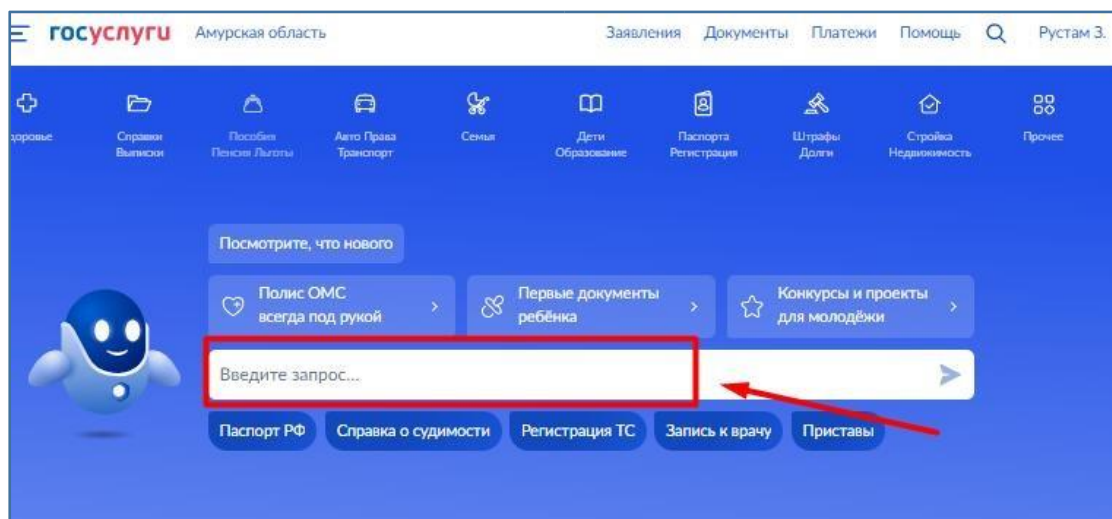 госуслуги Амурская область Заявления Документы Платежи Помощь Рустам З.
доровье
Справки
Выписки
Пособия
Пенсия Льготы
Авто Права
Транспорт
Семья
Дети
Образование
Паспорта
Регистрация
Штрафы
Долги
Стройка
Недвижимость
Прочее
Посмотрите, что нового
Полис ОМС
всегда под рукой
Первые документы
ребёнка
Конкурсы и проекты
для молодёжи
Введите запрос...
Паспорт РФ Справка о судимости Регистрация ТС Запись к врачу Приставы